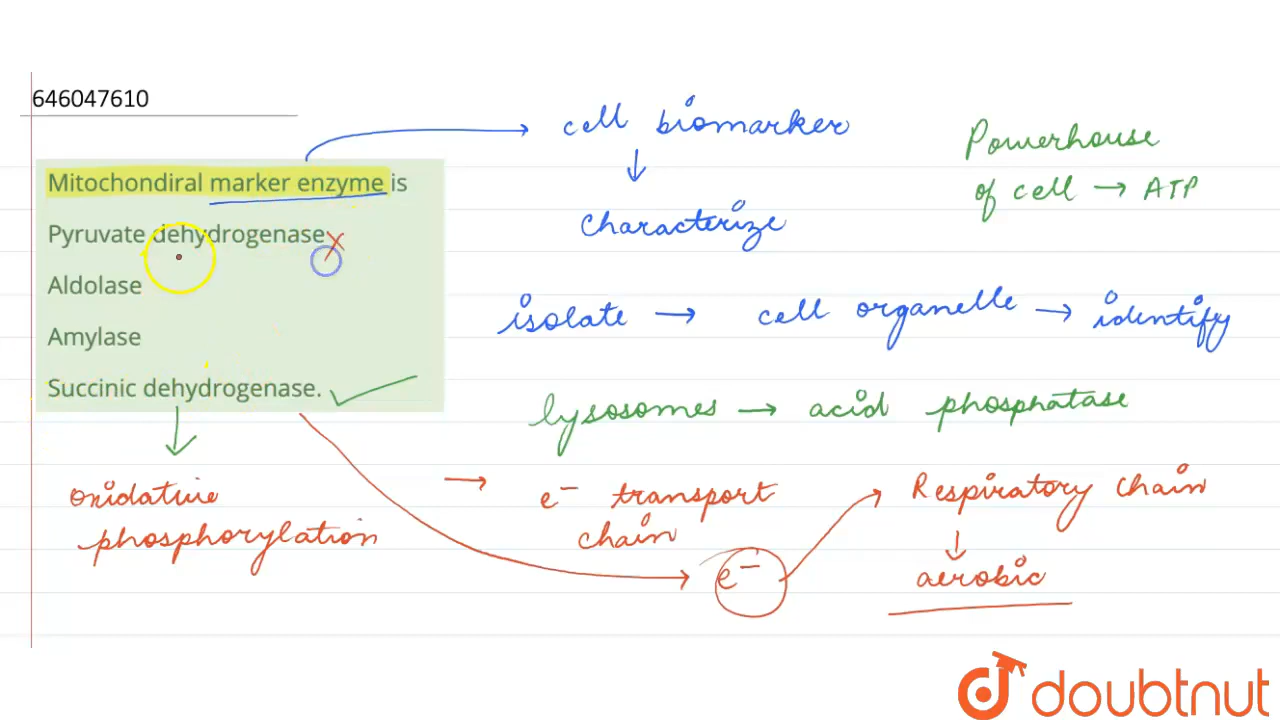 646047610
Mitochondiral marker enzyme is
Pyruvate dehydrogenase
Aldolase
Amylase
Succinic dehydrogenase.
cell biomarker
characterize
Powerhouse
of cell → ATP
isolate → cell organelle → identify
lysosomes → acid phosphatase
oxidative
phosphorylation
→ e⁻ transport
chain
e⁻
Respiratory chain
aerobic
doubtnut